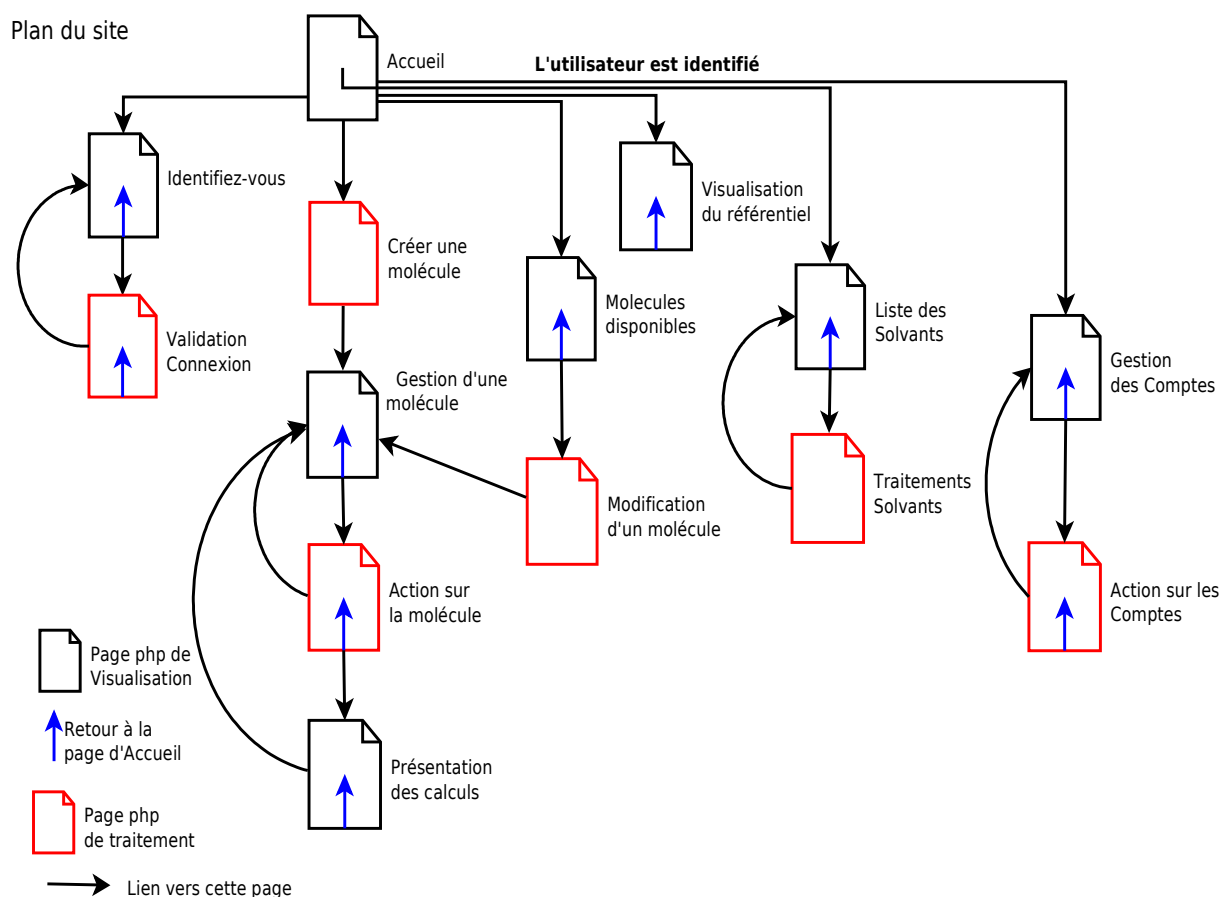 Plan du site
Accueil
L'utilisateur est identifié
Identifiez-vous
Visualisation
du référentiel
Créer une
molécule
Molecules
disponibles
Liste des
Solvants
Validation
Connexion
Gestion
des Comptes
Gestion d'une
molécule
Traitements
Solvants
Modification
d'un molécule
Action sur
la molécule
Action sur les
Comptes
Page php de
Visualisation
Retour à la
page d'Accueil
Présentation
des calculs
Page php
de traitement
Lien vers cette page